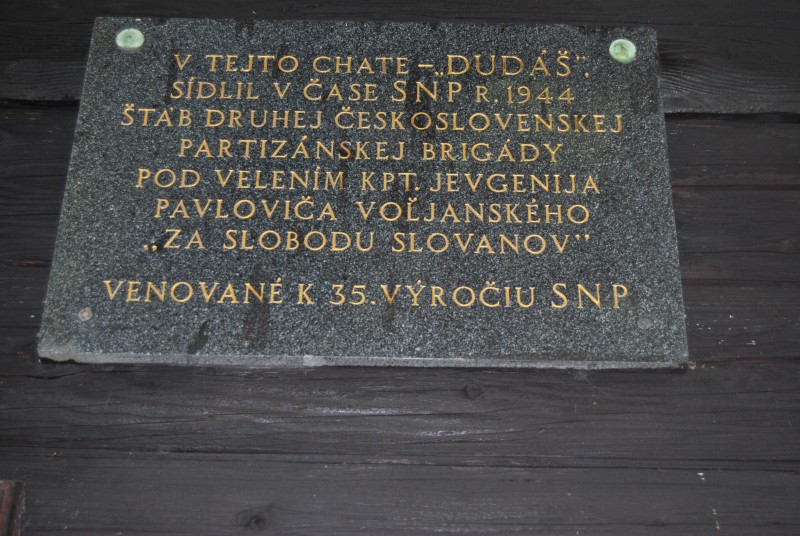 V TEJTO CHATE – „DUDÁŠ".
SÍDLIL V ČASE SNP R. 1944
ŠTÁB DRUHEJ ČESKOSLOVENSKEJ
PARTIZÁNSKEJ BRIGÁDY
POD VELENÍM KPT. JEVGENIJA
PAVLOVIČA VOĽJANSKÉHO
„ZA SLOBODU SLOVANOV"
VENOVANÉ K 35. VÝROČIU SNP